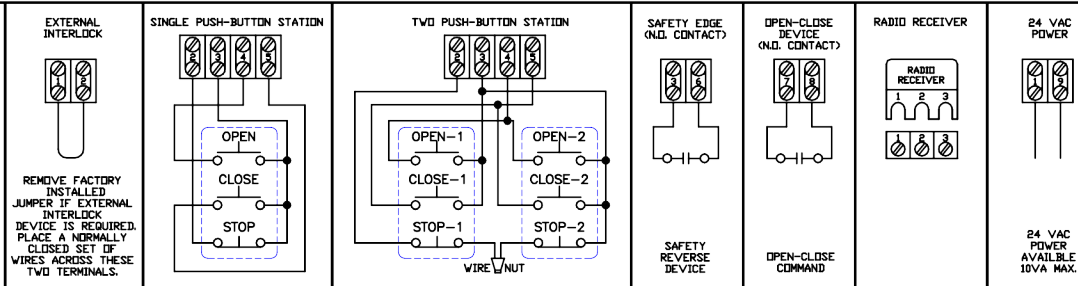 EXTERNAL
INTERLOCK
1 2
REMOVE FACTORY
INSTALLED
JUMPER IF EXTERNAL
INTERLOCK
DEVICE IS REQUIRED.
PLACE A NORMALLY
CLOSED SET OF
WIRES ACROSS THESE
TWO TERMINALS.
SINGLE PUSH-BUTTON STATION
2 3 4 5
OPEN
CLOSE
STOP
TWO PUSH-BUTTON STATION
2 3 4 5
OPEN-1 OPEN-2
CLOSE-1 CLOSE-2
STOP-1 STOP-2
WIRE NUT
SAFETY EDGE
(N.O. CONTACT)
3 6
SAFETY
REVERSE
DEVICE
OPEN-CLOSE
DEVICE
(N.O. CONTACT)
7 8
OPEN-CLOSE
COMMAND
RADIO RECEIVER
RADIO
RECEIVER
1 2 3
1 2 3
24 VAC
POWER
1 9
24 VAC
POWER
AVAILBLE
10VA MAX.